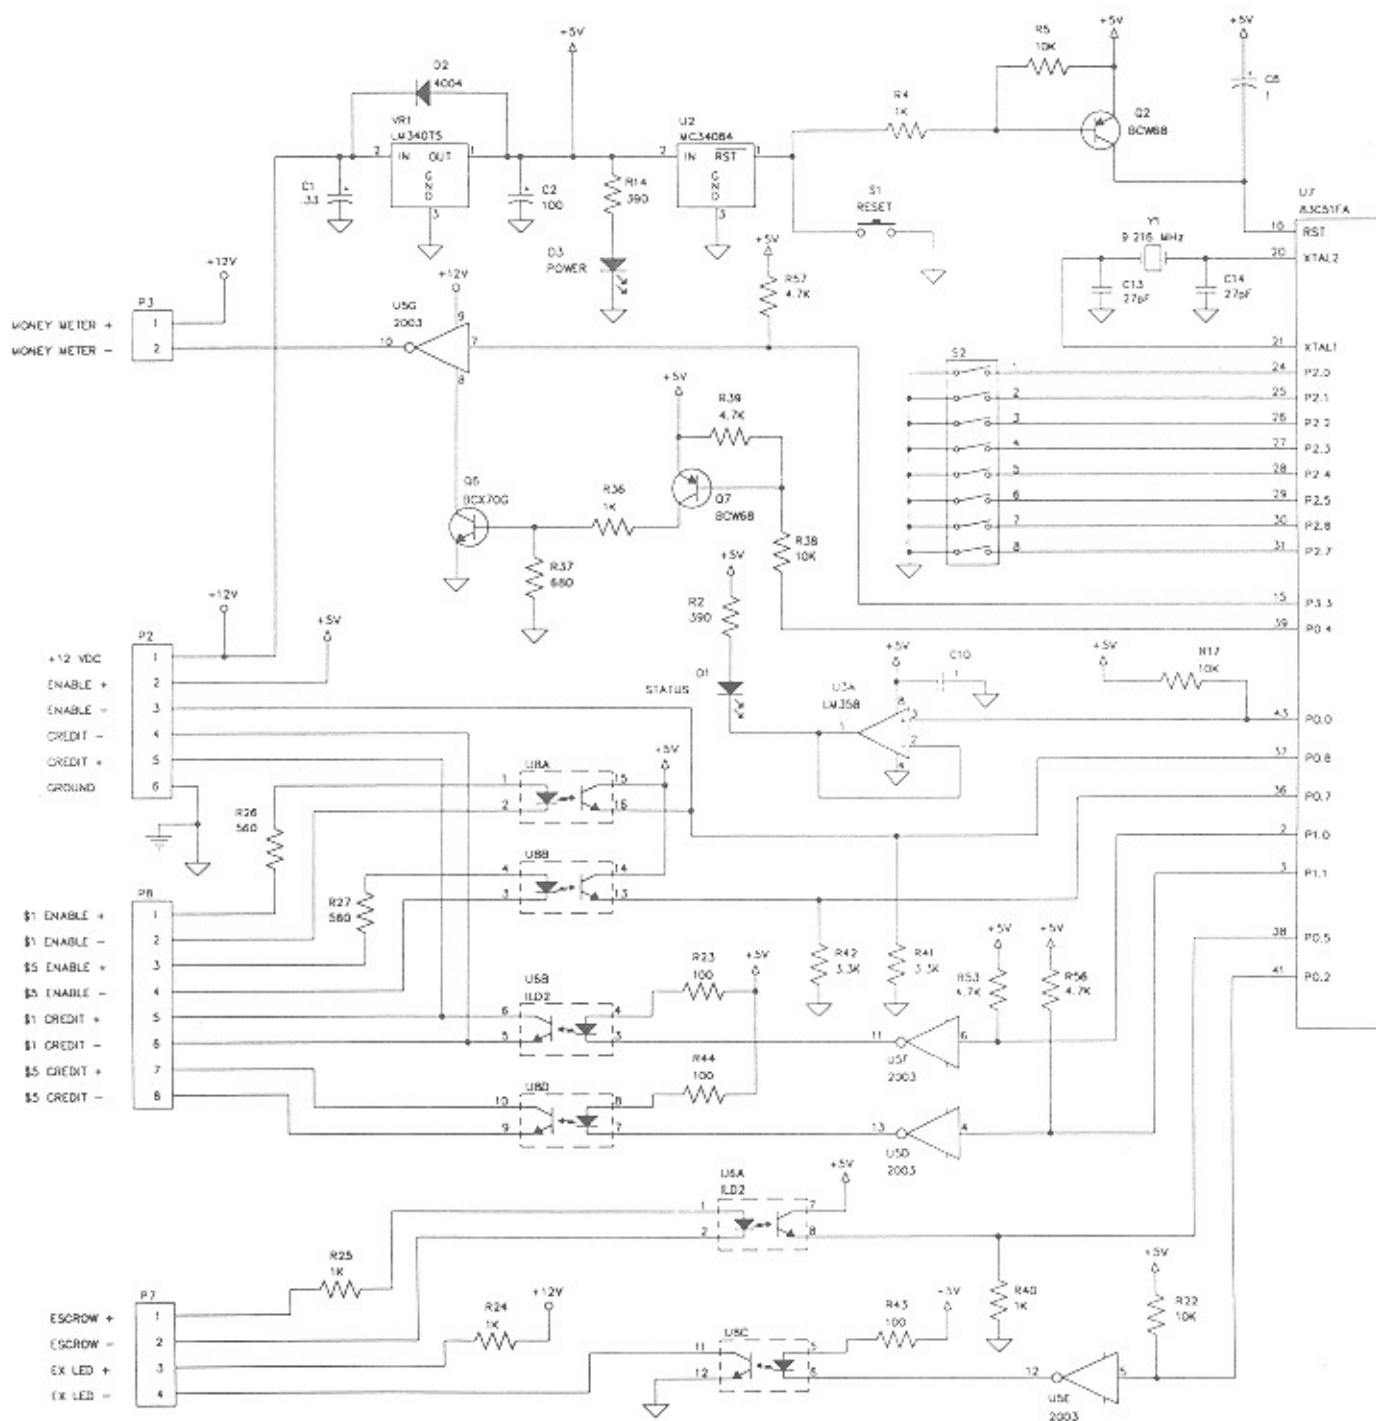 +5V
+5V
+5V
R5
10K
D2
4004
R4
1K
Q2
BCW68
VR1
LM340T5
U2
MC34064
2 IN OUT 1
GND
3
2 IN RST 1
GND
3
C1
.33
C2
100
R14
390
S1
RESET
U7
83C51FA
Y1
9.216 MHz
10 RST
20 XTAL2
C13
27pF
C14
27pF
21 XTAL1
D3
POWER
+5V
R57
4.7K
+12V
+12V
P3
MONEY METER + 1
MONEY METER - 2
U5G
2003
10
9
7
8
S2
1 24 P2.0
2 25 P2.1
3 26 P2.2
4 27 P2.3
5 28 P2.4
6 29 P2.5
7 30 P2.6
8 31 P2.7
+5V
R39
4.7K
Q6
BCX70G
R36
1K
Q7
BCW68
R37
680
R38
10K
15 P3.3
39 P0.4
+5V
R2
390
D1
STATUS
+12V
+5V
P2
+12 VDC 1
ENABLE + 2
ENABLE - 3
CREDIT - 4
CREDIT + 5
GROUND 6
+5V
C10
U3A
LM358
1
8
3
2
4
+5V
R17
10K
43 P0.0
37 P0.6
36 P0.7
2 P1.0
3 P1.1
38 P0.5
41 P0.2
+5V
U8A
1 15
2 16
R26
560
U8B
4 14
3 13
R27
560
P8
$1 ENABLE + 1
$1 ENABLE - 2
$5 ENABLE + 3
$5 ENABLE - 4
$1 CREDIT + 5
$1 CREDIT - 6
$5 CREDIT + 7
$5 CREDIT - 8
R42
3.3K
R41
3.3K
+5V
R53
4.7K
+5V
R56
4.7K
R23
100
+5V
U6B
ILD2
6 4
5 3
11 6
U5F
2003
R44
100
U8D
10 8
9 7
13 4
U5D
2003
U6A
ILD2
1 7
2 8
+5V
R25
1K
R24
1K
+12V
P7
ESCROW + 1
ESCROW - 2
EX LED + 3
EX LED - 4
R40
1K
+5V
R22
10K
R43
100
+5V
U8C
11 5
12 6
12 5
U5E
2003